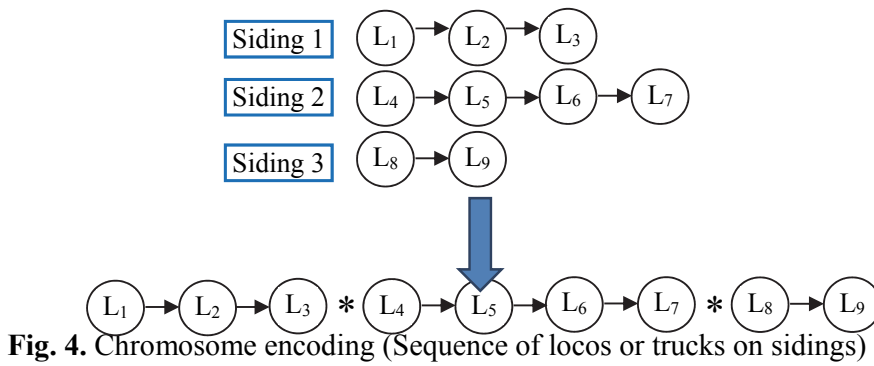 Siding 1 L₁ L₂ L₃
Siding 2 L₄ L₅ L₆ L₇
Siding 3 L₈ L₉
L₁ L₂ L₃ * L₄ L₅ L₆ L₇ * L₈ L₉
Fig. 4. Chromosome encoding (Sequence of locos or trucks on sidings)